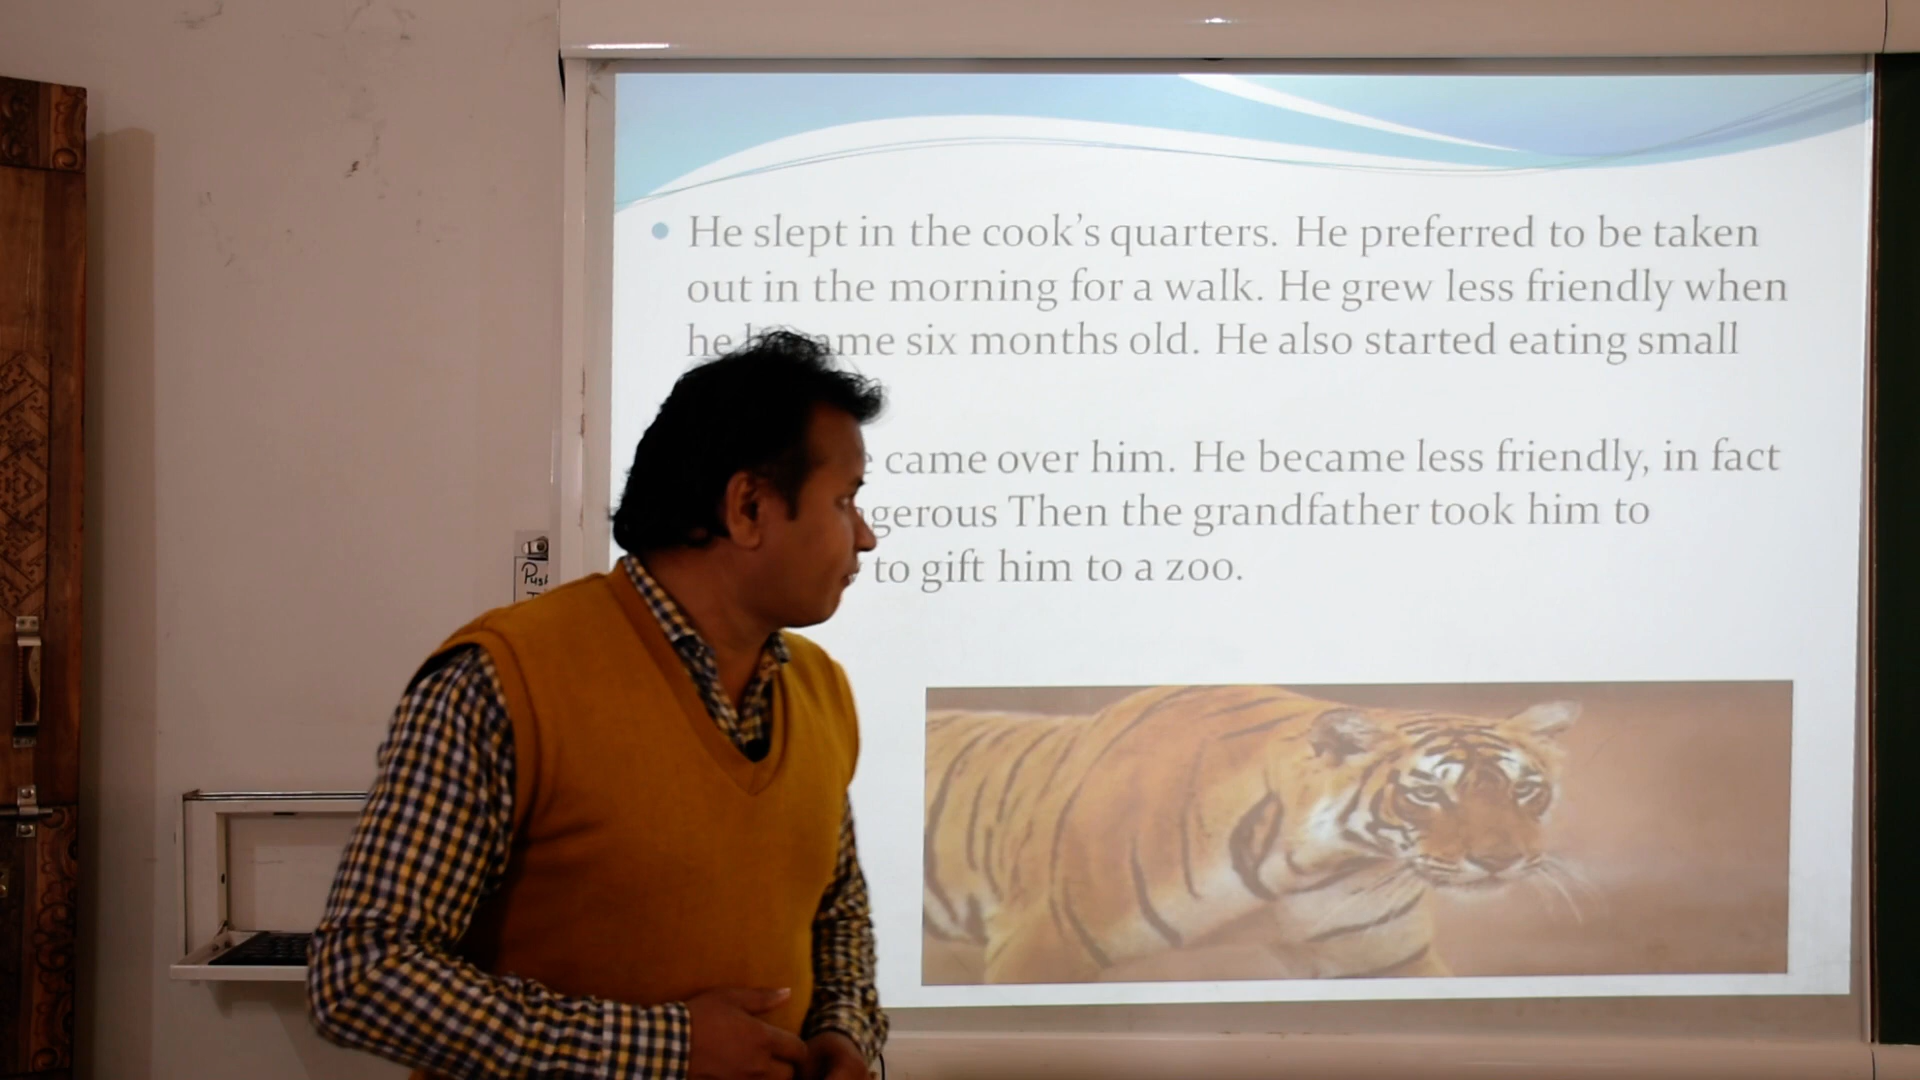 He slept in the cook's quarters. He preferred to be taken
out in the morning for a walk. He grew less friendly when
he became six months old. He also started eating small
came over him. He became less friendly, in fact
Then the grandfather took him to
to gift him to a zoo.
Push